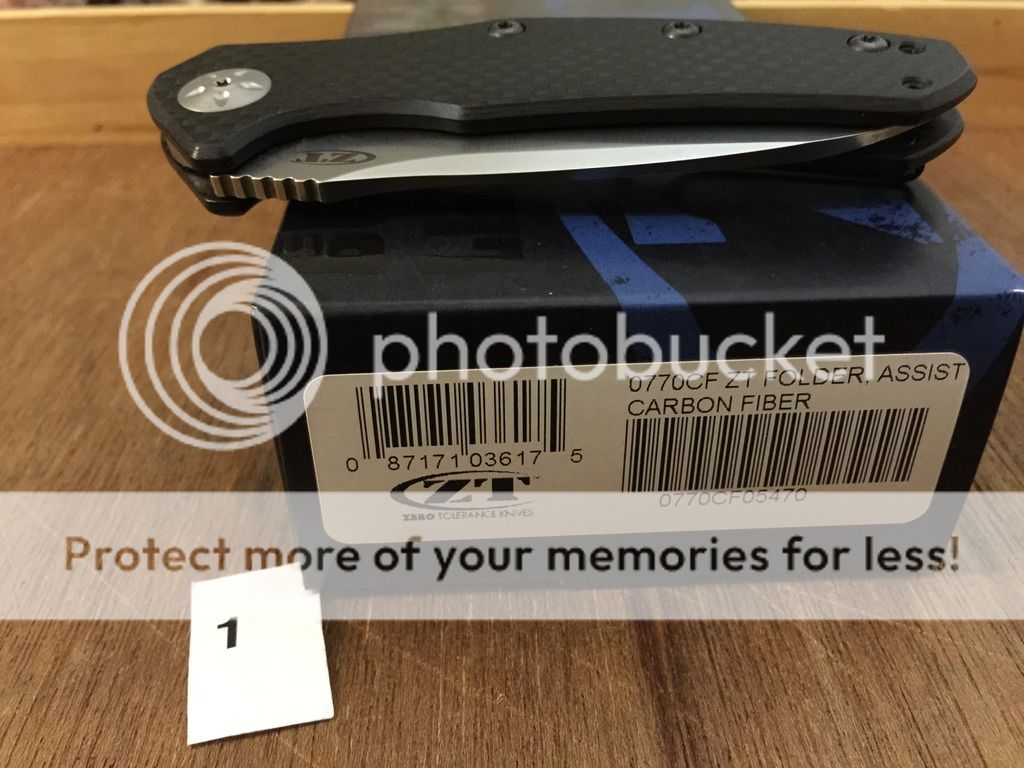 ZT
photobucket
0770CF ZT FOLDER, ASSIST
CARBON FIBER
0 87171 03617 5
0770CF05470
ZT
ZERO TOLERANCE KNIVES
Protect more of your memories for less!
1